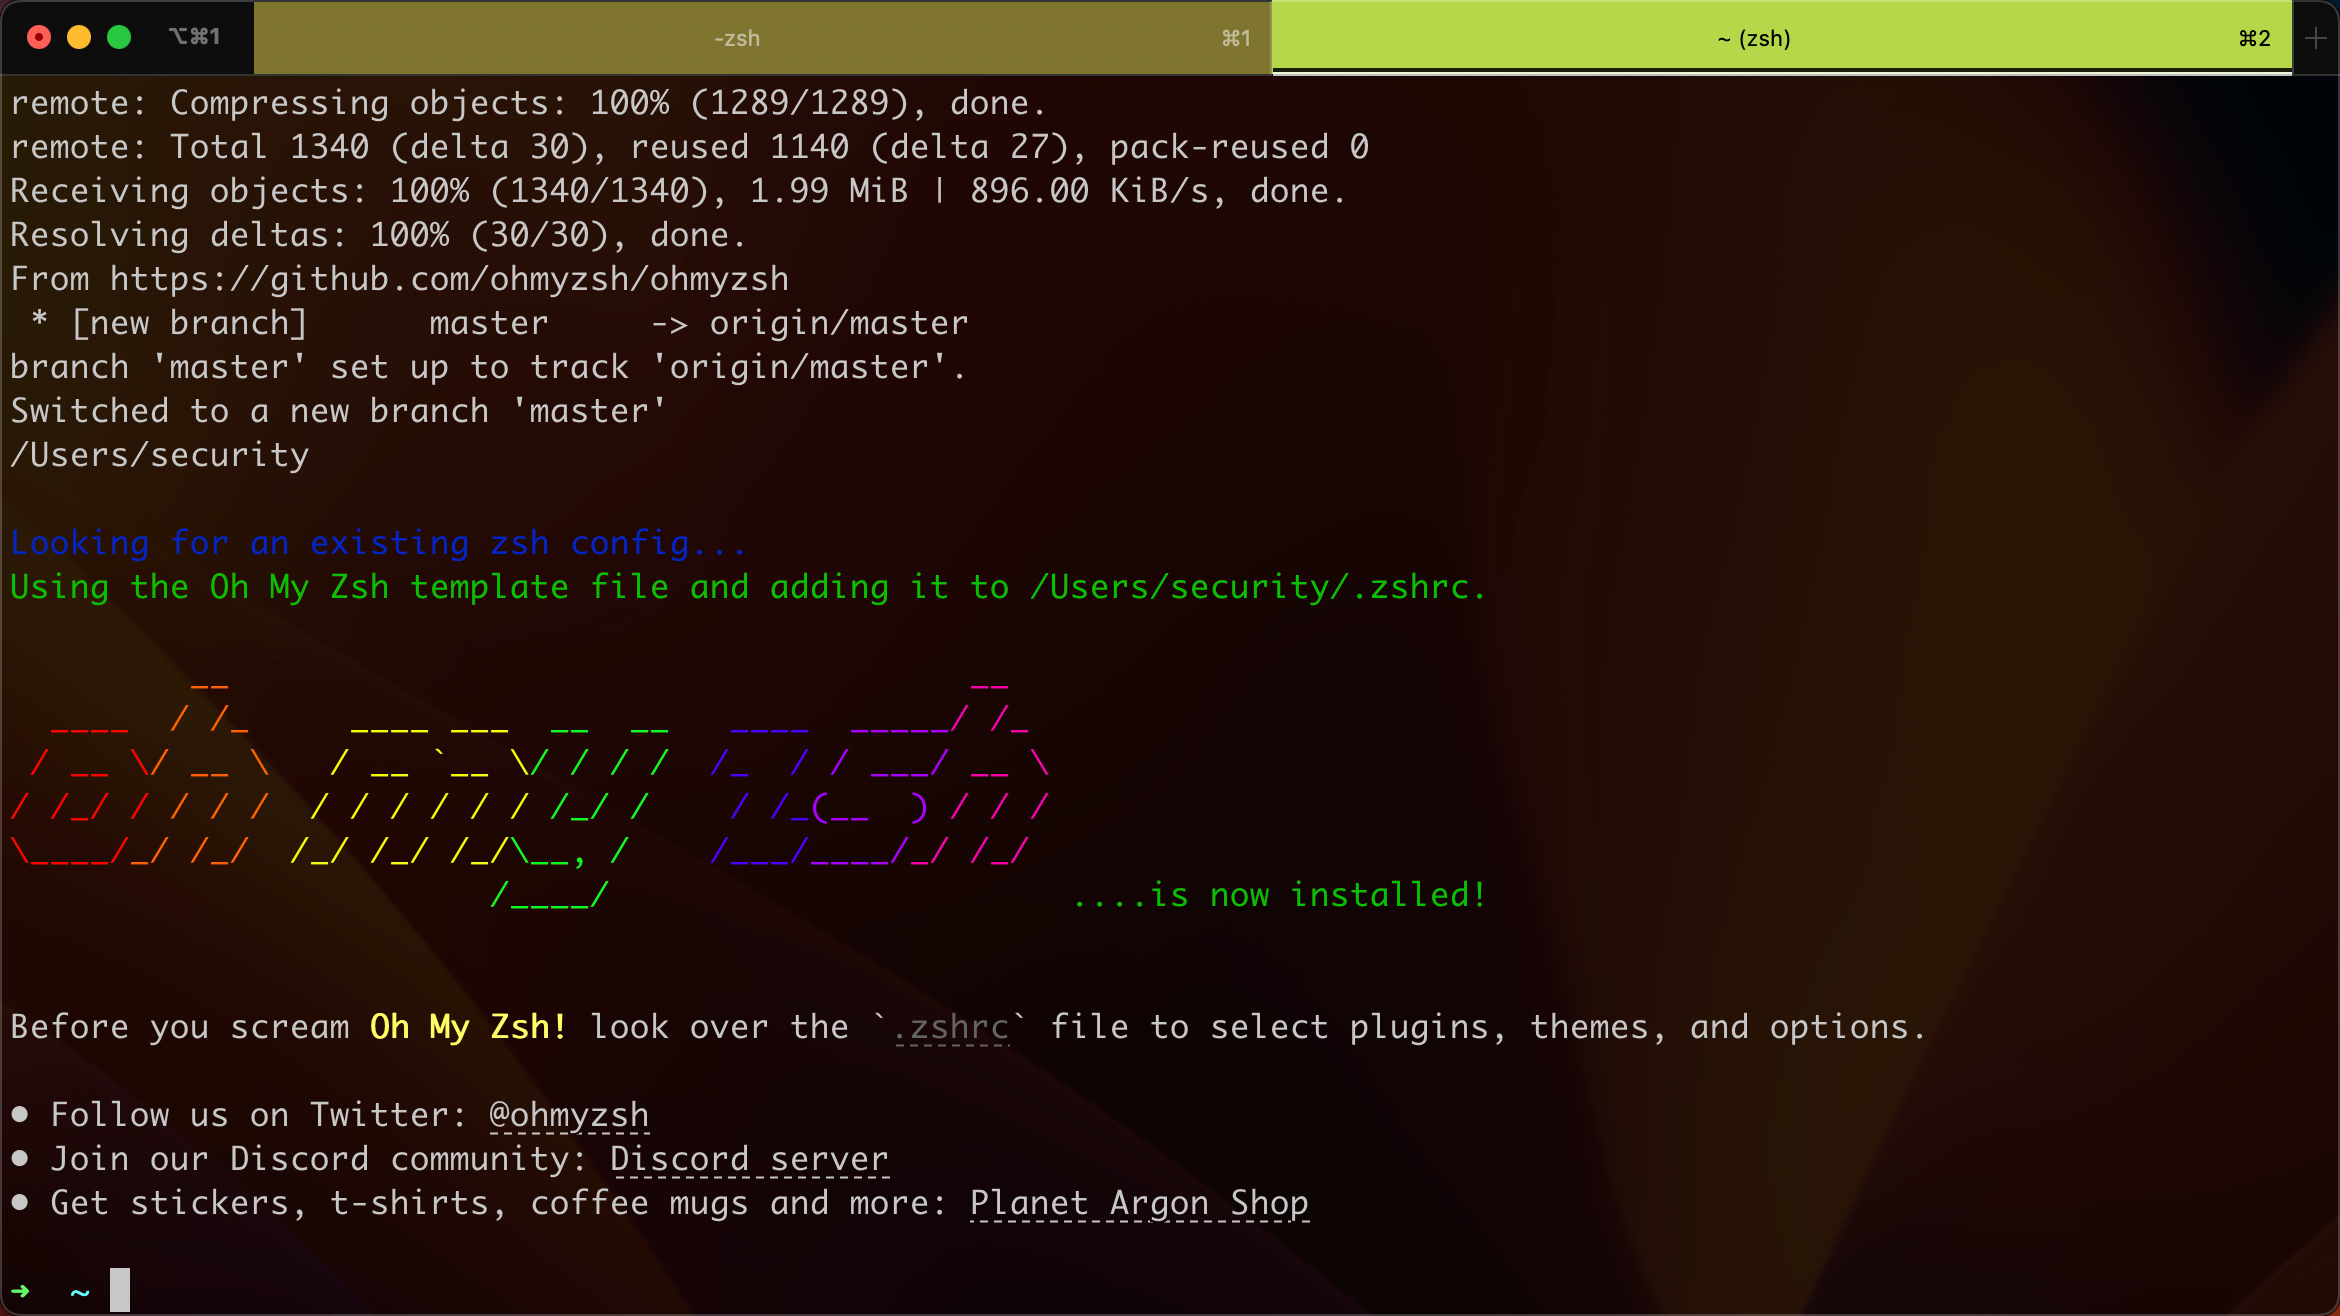 ⌥⌘1 -zsh ⌘1 ~ (zsh) ⌘2
remote: Compressing objects: 100% (1289/1289), done.
remote: Total 1340 (delta 30), reused 1140 (delta 27), pack-reused 0
Receiving objects: 100% (1340/1340), 1.99 MiB | 896.00 KiB/s, done.
Resolving deltas: 100% (30/30), done.
From https://github.com/ohmyzsh/ohmyzsh
 * [new branch]      master     -> origin/master
branch 'master' set up to track 'origin/master'.
Switched to a new branch 'master'
/Users/security
Looking for an existing zsh config...
Using the Oh My Zsh template file and adding it to /Users/security/.zshrc.
         __                                     __
  ____  / /_     ____ ___  __  __   ____  _____/ /_
 / __ \/ __ \   / __ `__ \/ / / /  /_  / / ___/ __ \
/ /_/ / / / /  / / / / / / /_/ /    / /_(__  ) / / /
\____/_/ /_/  /_/ /_/ /_/\__, /    /___/____/_/ /_/
                        /____/                       ....is now installed!
Before you scream Oh My Zsh! look over the `.zshrc` file to select plugins, themes, and options.
• Follow us on Twitter: @ohmyzsh
• Join our Discord community: Discord server
• Get stickers, t-shirts, coffee mugs and more: Planet Argon Shop
➜  ~